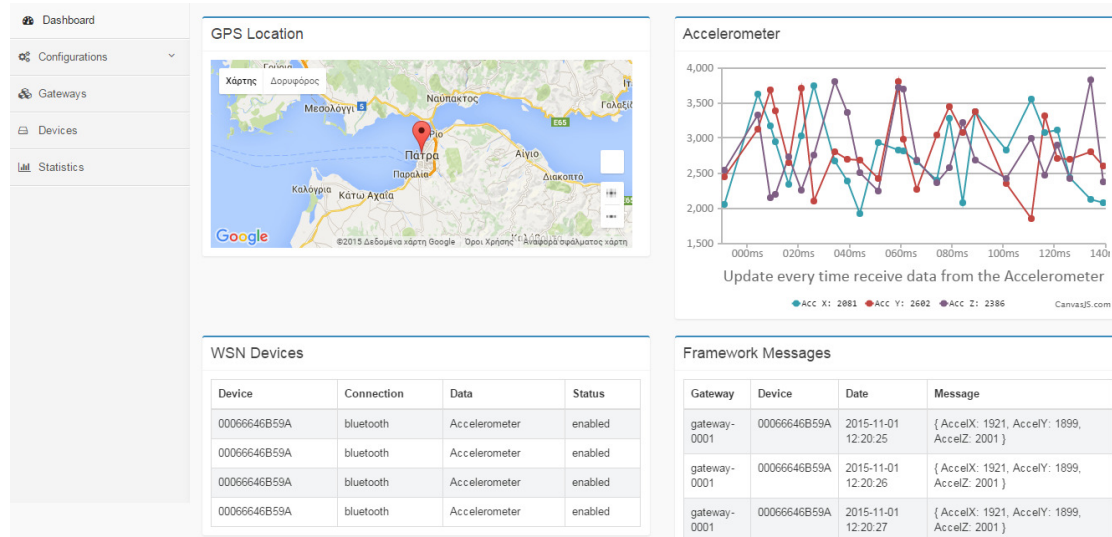 Dashboard
Configurations
Gateways
Devices
Statistics
GPS Location
Χάρτης Δορυφόρος
Μεσολόγγι 5
Ναύπακτος
E65
Ρίο
Πάτρα
Αίγιο
Παραλία
Διακοπτό
Καλόγρια
Κάτω Αχαΐα
Google
©2015 Δεδομένα χάρτη Google Όροι Χρήσης Αναφορά σφάλματος χάρτη
Accelerometer
4,000
3,500
3,000
2,500
2,000
1,500
000ms 020ms 040ms 060ms 080ms 100ms 120ms
Update every time receive data from the Accelerometer
Acc X: 2081 Acc Y: 2602 Acc Z: 2386
CanvasJS.com
WSN Devices
Device Connection Data Status
00066646B59A bluetooth Accelerometer enabled
00066646B59A bluetooth Accelerometer enabled
00066646B59A bluetooth Accelerometer enabled
00066646B59A bluetooth Accelerometer enabled
Framework Messages
Gateway Device Date Message
gateway- 00066646B59A 2015-11-01 { AccelX: 1921, AccelY: 1899,
0001 12:20:25 AccelZ: 2001 }
gateway- 00066646B59A 2015-11-01 { AccelX: 1921, AccelY: 1899,
0001 12:20:26 AccelZ: 2001 }
gateway- 00066646B59A 2015-11-01 { AccelX: 1921, AccelY: 1899,
0001 12:20:27 AccelZ: 2001 }